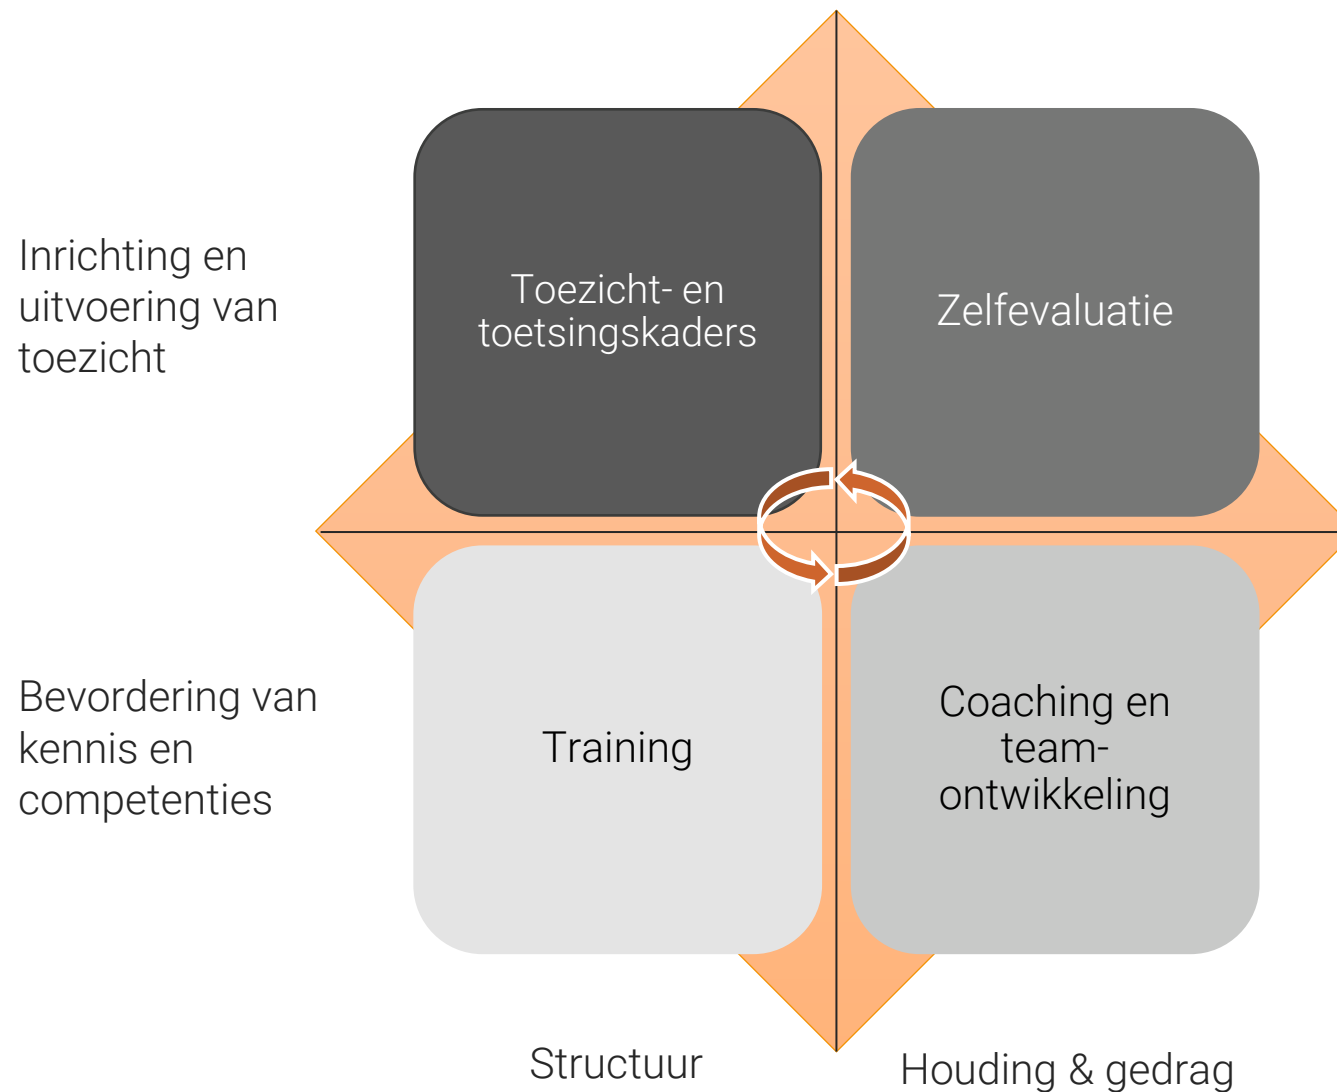 Inrichting en
uitvoering van
toezicht
Toezicht- en
toetsingskaders
Zelfevaluatie
Bevordering van
kennis en
competenties
Training
Coaching en
team-
ontwikkeling
Structuur
Houding & gedrag